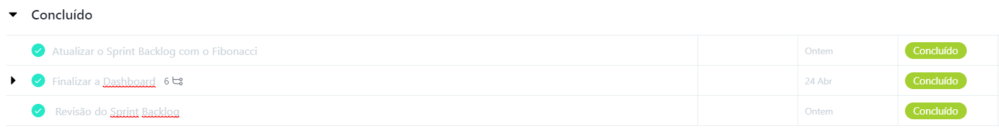 Concluído
Atualizar o Sprint Backlog com o Fibonacci Ontem Concluído
Finalizar a Dashboard 6 24 Abr Concluído
Revisão do Sprint Backlog Ontem Concluído